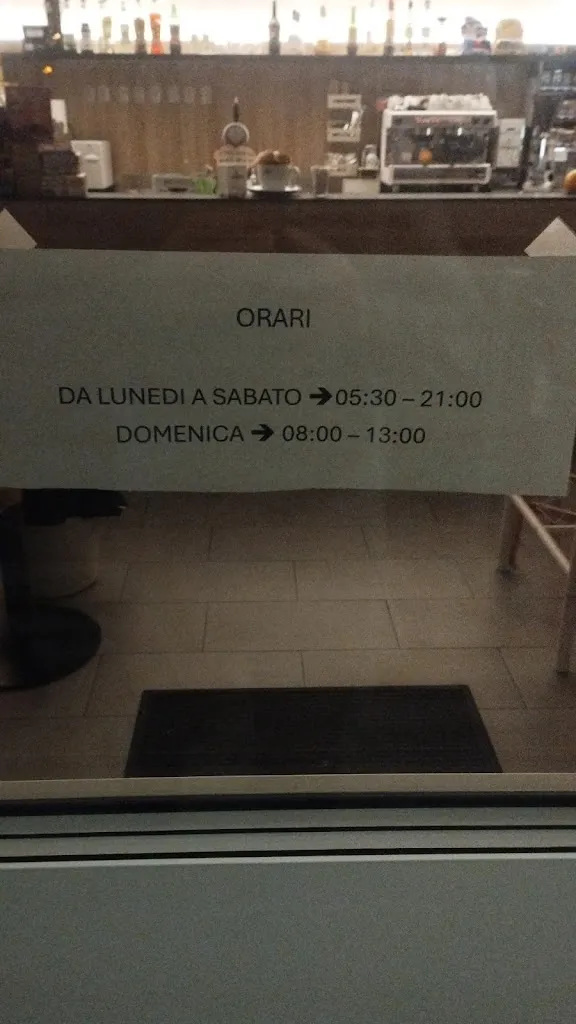 ORARI
DA LUNEDI A SABATO ➔05:30 – 21:00
DOMENICA ➔ 08:00 – 13:00